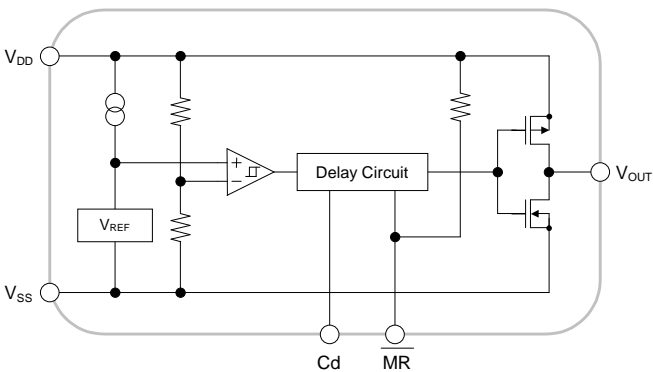 VDD
+
−
Delay Circuit
VOUT
VREF
VSS
Cd
MR